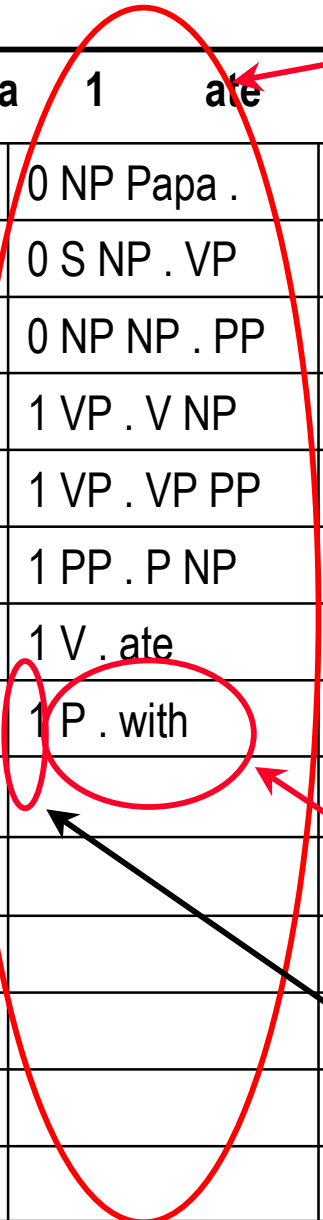 a 1 ate
0 NP Papa .
0 S NP . VP
0 NP NP . PP
1 VP . V NP
1 VP . VP PP
1 PP . P NP
1 V . ate
1 P . with